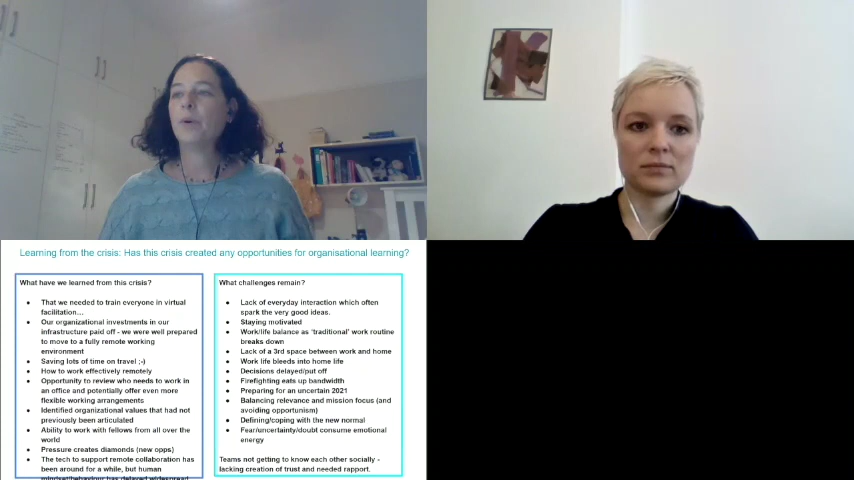 Learning from the crisis: Has this crisis created any opportunities for organisational learning?
What have we learned from this crisis?
That we needed to train everyone in virtual
facilitation...
Our organizational investments in our
infrastructure paid off - we were well prepared
to move to a fully remote working
environment
Saving lots of time on travel ;-)
How to work effectively remotely
Opportunity to review who needs to work in
an office and potentially offer even more
flexible working arrangements
Identified organizational values that had not
previously been articulated
Ability to work with fellows from all over the
world
Pressure creates diamonds (new opps)
The tech to support remote collaboration has
been around for a while, but human
mindset/behaviour has delayed widespread
What challenges remain?
Lack of everyday interaction which often
spark the very good ideas.
Staying motivated
Work/life balance as 'traditional' work routine
breaks down
Lack of a 3rd space between work and home
Work life bleeds into home life
Decisions delayed/put off
Firefighting eats up bandwidth
Preparing for an uncertain 2021
Balancing relevance and mission focus (and
avoiding opportunism)
Defining/coping with the new normal
Fear/uncertainty/doubt consume emotional
energy
Teams not getting to know each other socially -
lacking creation of trust and needed rapport.